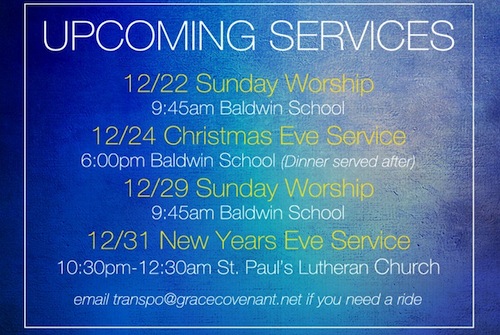 UPCOMING SERVICES
12/22 Sunday Worship
9:45am Baldwin School
12/24 Christmas Eve Service
6:00pm Baldwin School (Dinner served after)
12/29 Sunday Worship
9:45am Baldwin School
12/31 New Years Eve Service
10:30pm-12:30am St. Paul's Lutheran Church
email transpo@gracecovenant.net if you need a ride